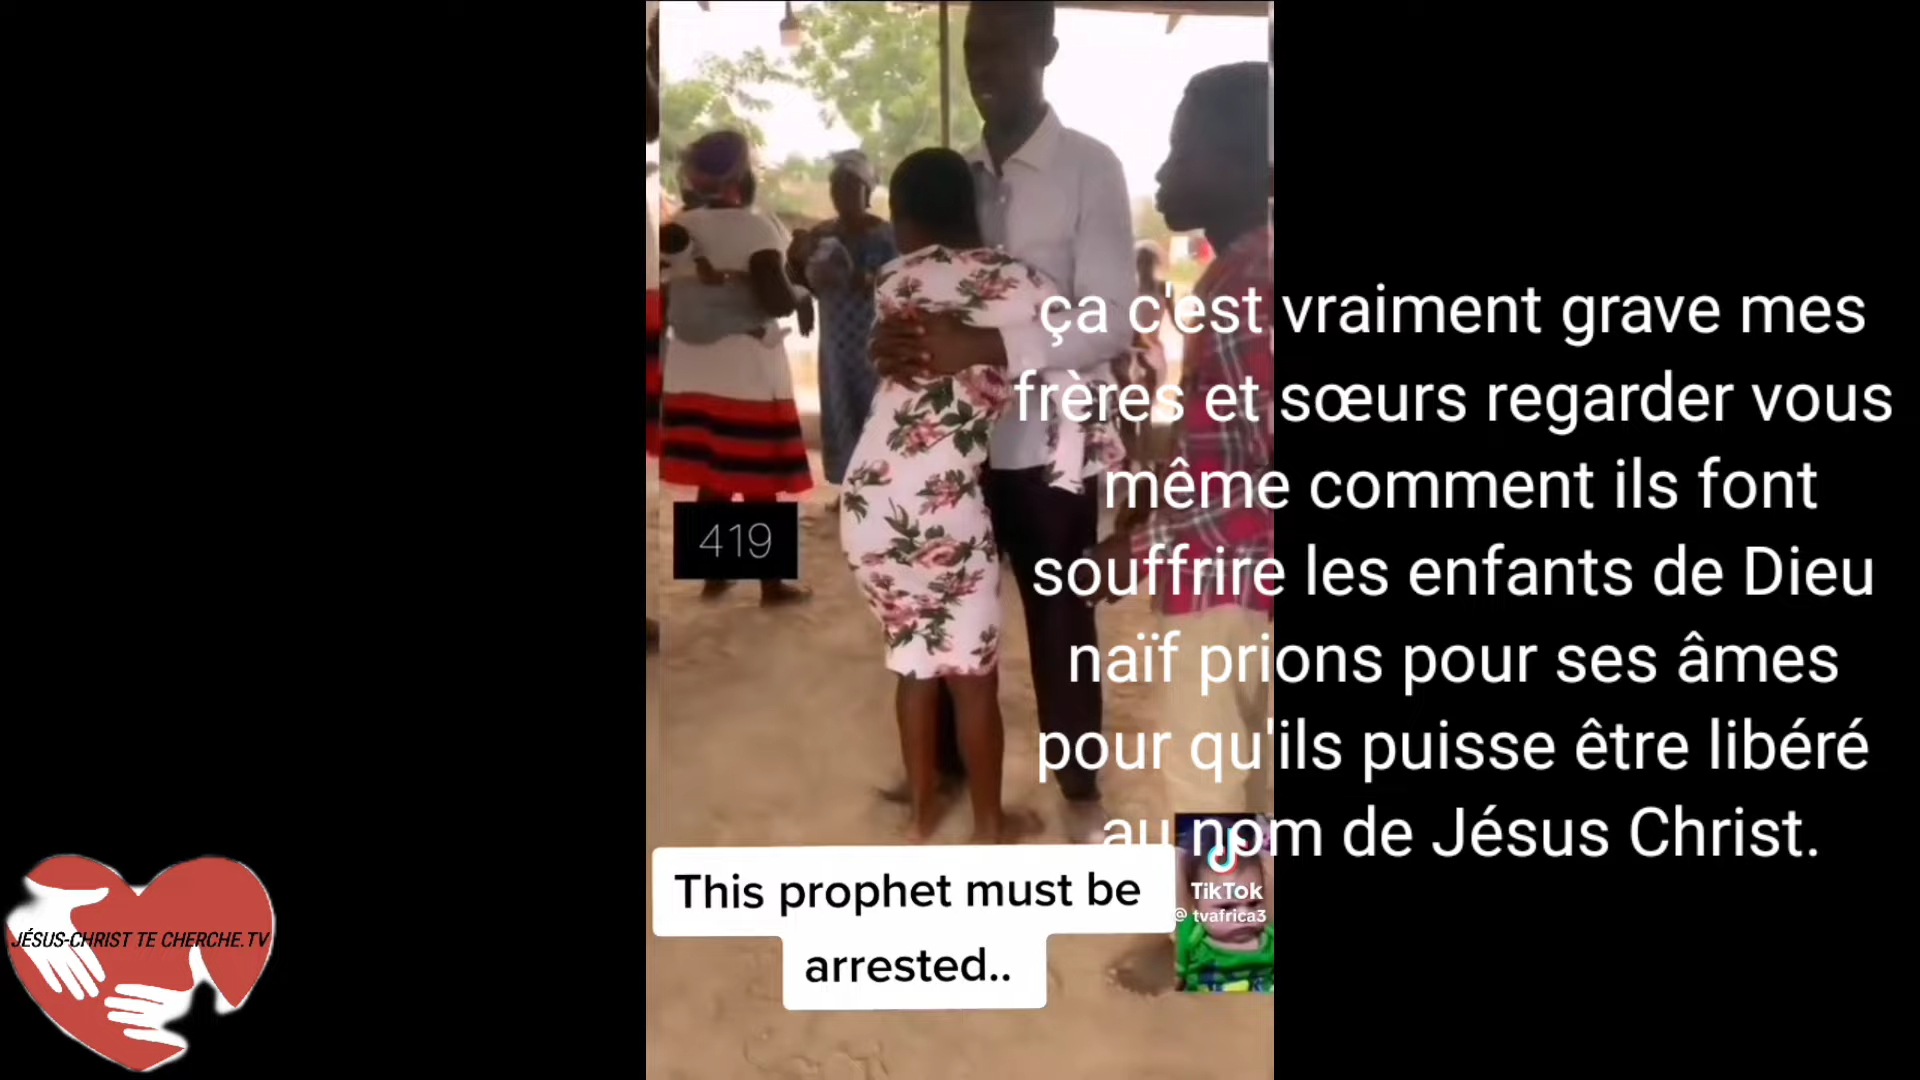 ça c'est vraiment grave mes
frères et sœurs regarder vous
même comment ils font
souffrire les enfants de Dieu
naïf prions pour ses âmes
pour qu'ils puisse être libéré
au nom de Jésus Christ.
419
This prophet must be
arrested..
TikTok
@ tvafrica3
JÉSUS-CHRIST TE CHERCHE.TV